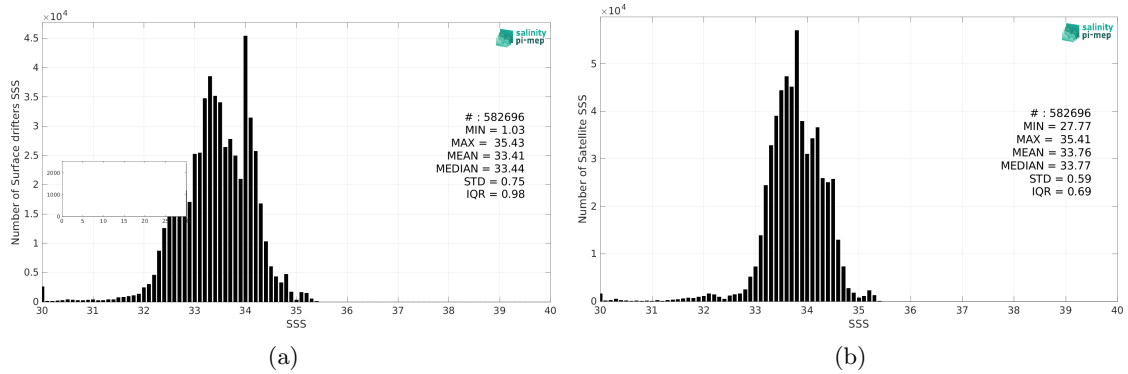 ×10⁴
salinity
pi-mep
Number of Surface drifters SSS
4.5
4
3.5
3
2.5
2
1.5
1
0.5
0
2000
1000
0
0 5 10 15 20 25
# : 582696
MIN = 1.03
MAX = 35.43
MEAN = 33.41
MEDIAN = 33.44
STD = 0.75
IQR = 0.98
30 31 32 33 34 35 36 37 38 39 40
SSS
(a)
×10⁴
salinity
pi-mep
Number of Satellite SSS
5
4
3
2
1
0
# : 582696
MIN = 27.77
MAX = 35.41
MEAN = 33.76
MEDIAN = 33.77
STD = 0.59
IQR = 0.69
30 31 32 33 34 35 36 37 38 39 40
SSS
(b)